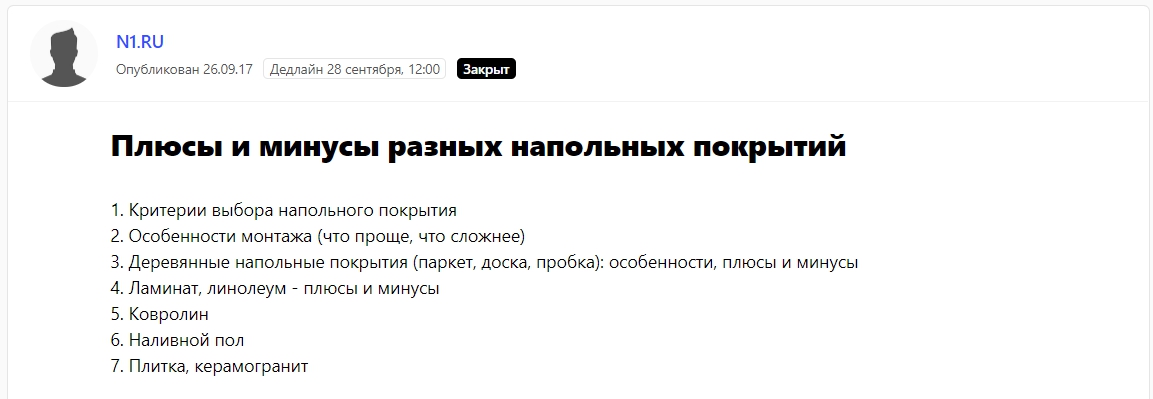 N1.RU
Опубликован 26.09.17 Дедлайн 28 сентября, 12:00 Закрыт
Плюсы и минусы разных напольных покрытий
1. Критерии выбора напольного покрытия
2. Особенности монтажа (что проще, что сложнее)
3. Деревянные напольные покрытия (паркет, доска, пробка): особенности, плюсы и минусы
4. Ламинат, линолеум - плюсы и минусы
5. Ковролин
6. Наливной пол
7. Плитка, керамогранит